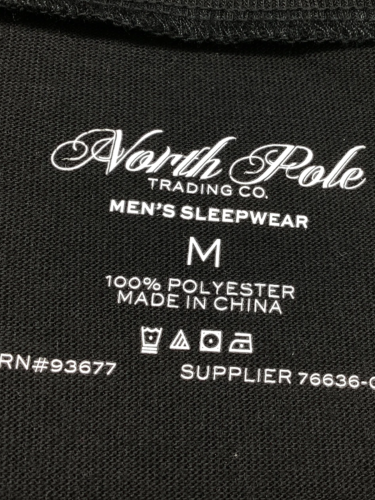 North Pole
TRADING CO.
MEN'S SLEEPWEAR
M
100% POLYESTER
MADE IN CHINA
RN#93677 SUPPLIER 76636-